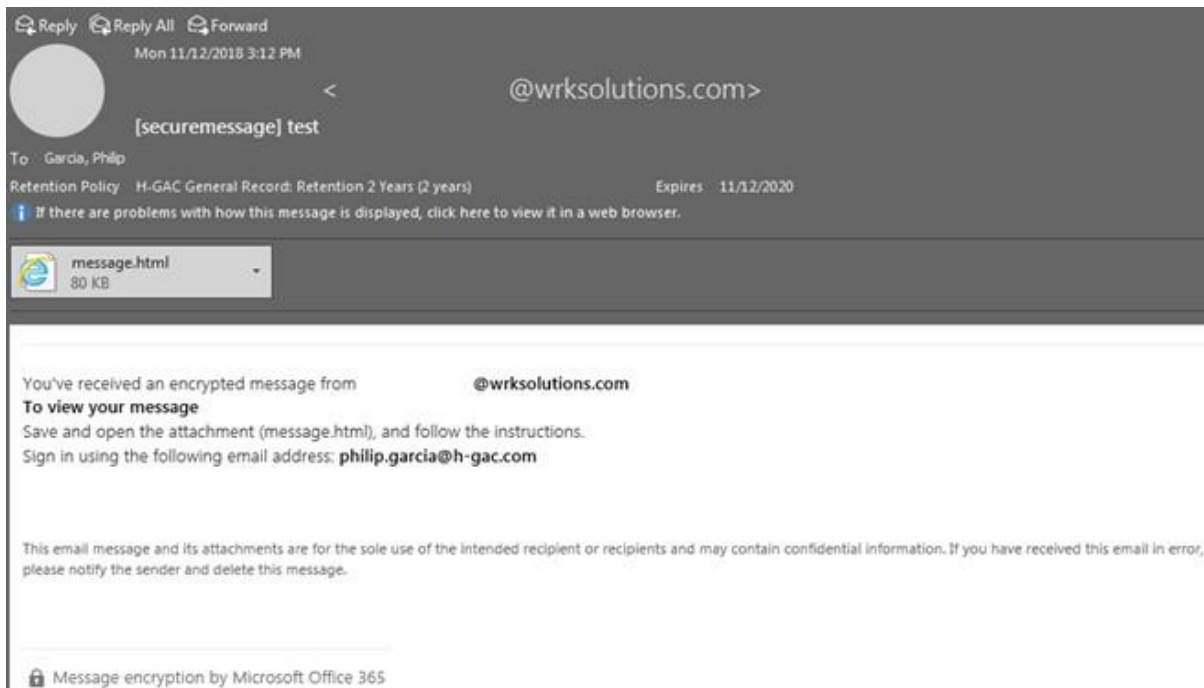 Reply Reply All Forward
Mon 11/12/2018 3:12 PM
< @wrksolutions.com>
[securemessage] test
To Garcia, Philip
Retention Policy H-GAC General Record: Retention 2 Years (2 years) Expires 11/12/2020
If there are problems with how this message is displayed, click here to view it in a web browser.
message.html
80 KB
You've received an encrypted message from @wrksolutions.com
To view your message
Save and open the attachment (message.html), and follow the instructions.
Sign in using the following email address: philip.garcia@h-gac.com
This email message and its attachments are for the sole use of the intended recipient or recipients and may contain confidential information. If you have received this email in error,
please notify the sender and delete this message.
Message encryption by Microsoft Office 365